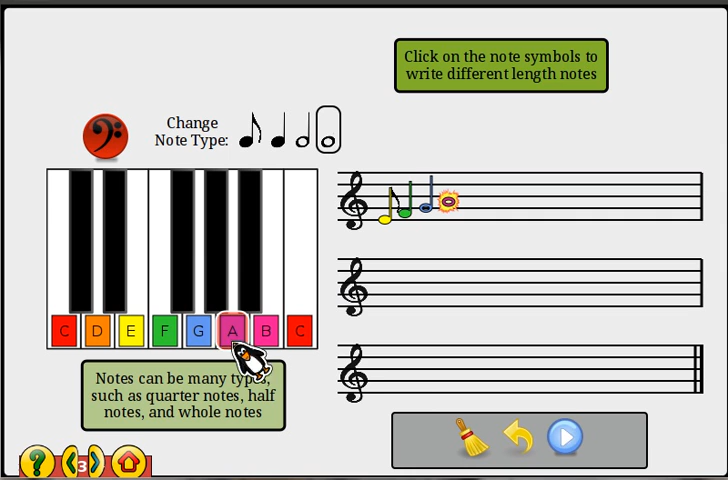 Click on the note symbols to
write different length notes
Change
Note Type:
C D E F G A B C
Notes can be many types,
such as quarter notes, half
notes, and whole notes
? 3